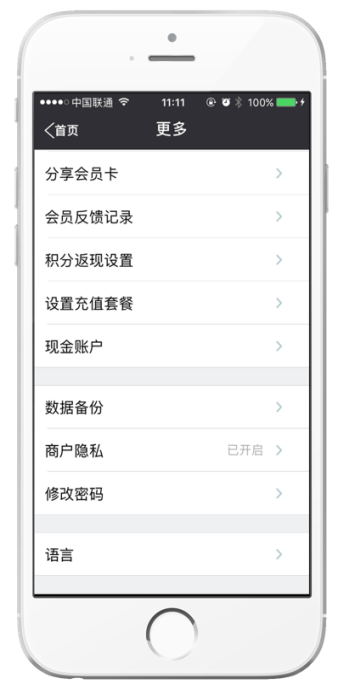 中国联通 11:11 100%
首页 更多
分享会员卡
会员反馈记录
积分返现设置
设置充值套餐
现金账户
数据备份
商户隐私 已开启
修改密码
语言